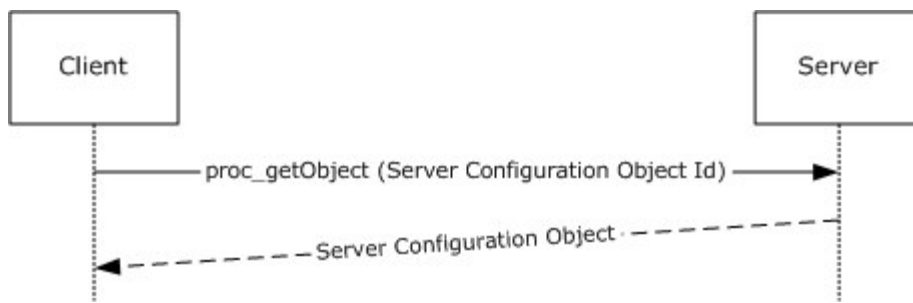 Client
Server
proc_getObject (Server Configuration Object Id)
Server Configuration Object